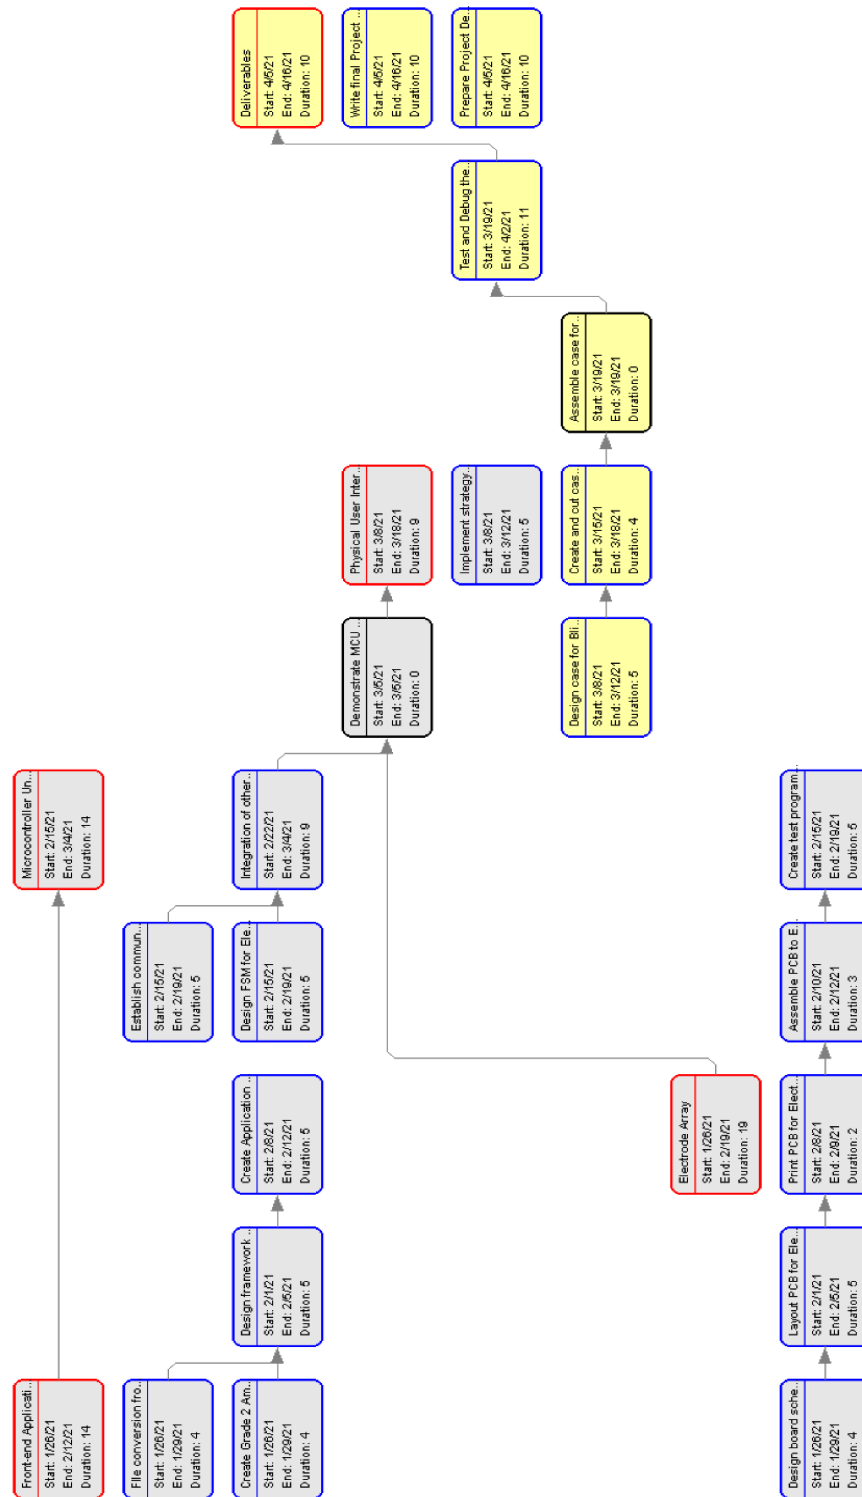 Deliverables
Start: 4/5/21
End: 4/16/21
Duration: 10
Write final Project ...
Start: 4/5/21
End: 4/16/21
Duration: 10
Prepare Project De...
Start: 4/5/21
End: 4/16/21
Duration: 10
Test and Debug the...
Start: 3/19/21
End: 4/2/21
Duration: 11
Assemble case for...
Start: 3/19/21
End: 3/19/21
Duration: 0
Physical User Inter...
Start: 3/8/21
End: 3/18/21
Duration: 9
Implement strategy...
Start: 3/8/21
End: 3/12/21
Duration: 5
Create and cut cas...
Start: 3/15/21
End: 3/18/21
Duration: 4
Demonstrate MCU ...
Start: 3/5/21
End: 3/5/21
Duration: 0
Design case for Bli...
Start: 3/8/21
End: 3/12/21
Duration: 5
Microcontroller Un...
Start: 2/15/21
End: 3/4/21
Duration: 14
Integration of other...
Start: 2/22/21
End: 3/4/21
Duration: 9
Create test program...
Start: 2/15/21
End: 2/19/21
Duration: 5
Establish commun...
Start: 2/15/21
End: 2/19/21
Duration: 5
Design FSM for Ele...
Start: 2/15/21
End: 2/19/21
Duration: 5
Assemble PCB to E...
Start: 2/10/21
End: 2/12/21
Duration: 3
Create Application ...
Start: 2/8/21
End: 2/12/21
Duration: 5
Electrode Array
Start: 1/26/21
End: 2/19/21
Duration: 19
Print PCB for Elect...
Start: 2/8/21
End: 2/9/21
Duration: 2
Design framework ...
Start: 2/1/21
End: 2/5/21
Duration: 5
Layout PCB for Ele...
Start: 2/1/21
End: 2/5/21
Duration: 5
Front-end Applicati...
Start: 1/26/21
End: 2/12/21
Duration: 14
File conversion fro...
Start: 1/26/21
End: 1/29/21
Duration: 4
Create Grade 2 Am...
Start: 1/26/21
End: 1/29/21
Duration: 4
Design board sche...
Start: 1/26/21
End: 1/29/21
Duration: 4